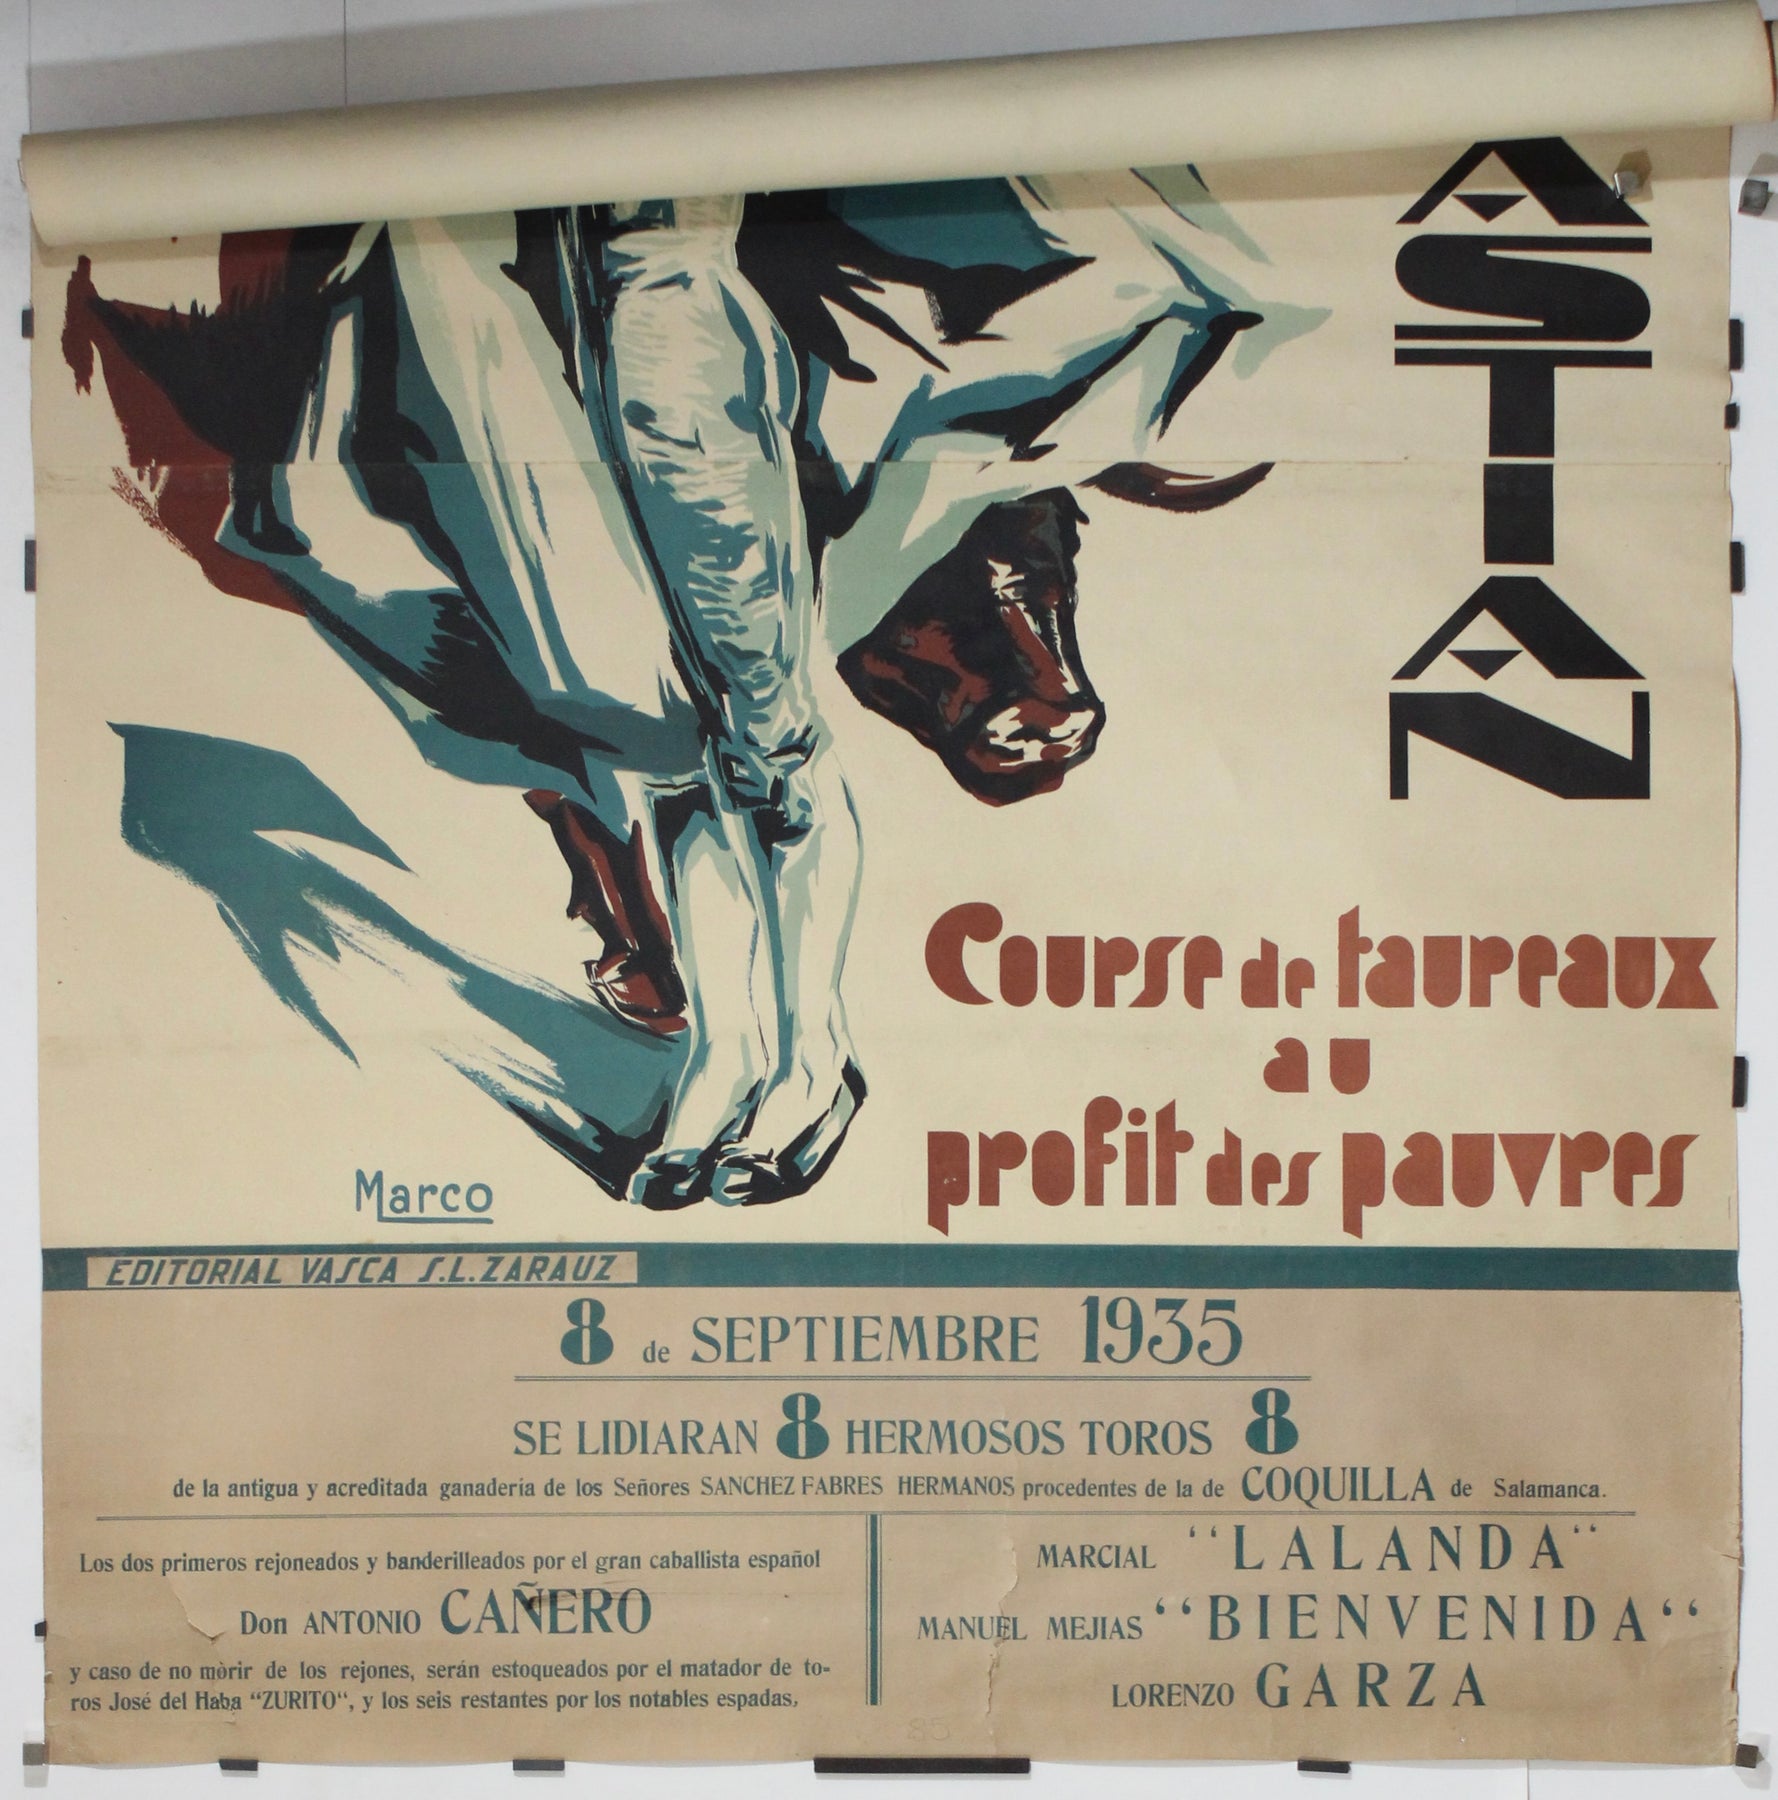 ASTIAN
Course de taureaux
au
profit des pauvres
Marco
EDITORIAL VASCA S.L. ZARAUZ
8 de SEPTIEMBRE 1935
SE LIDIARAN 8 HERMOSOS TOROS 8
de la antigua y acreditada ganadería de los Señores SANCHEZ FABRES HERMANOS procedentes de la de COQUILLA de Salamanca.
Los dos primeros rejoneados y banderilleados por el gran caballista español
Don ANTONIO CAÑERO
y caso de no mòrir de los rejones, serán estoqueados por el matador de to-
ros José del Haba "ZURITO", y los seis restantes por los notables espadas,
MARCIAL "LALANDA"
MANUEL MEJIAS "BIENVENIDA"
LORENZO GARZA
85